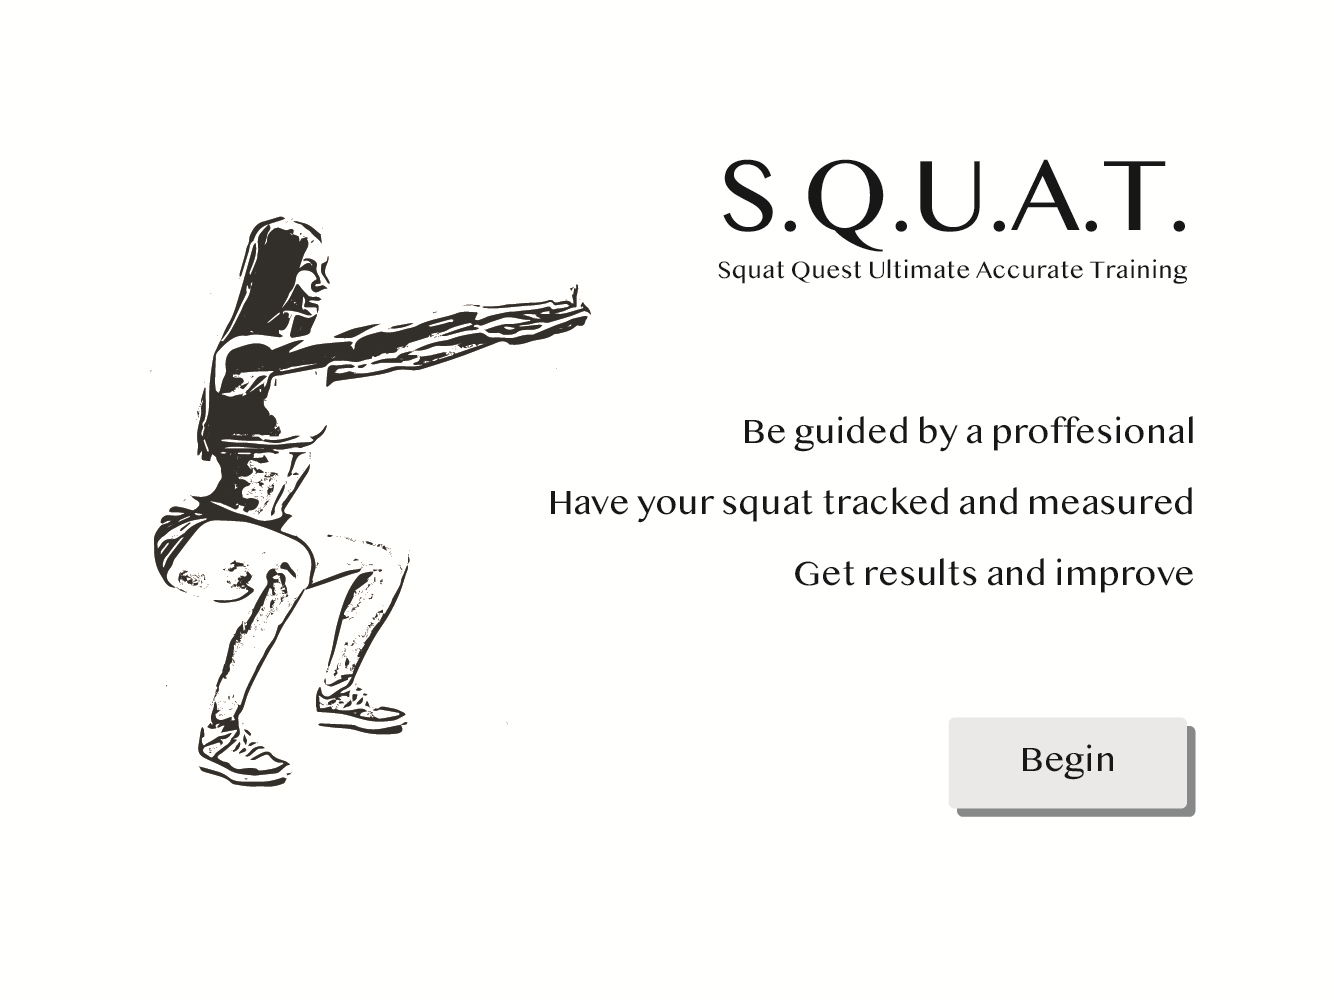 S.Q.U.A.T.
Squat Quest Ultimate Accurate Training
Be guided by a proffesional
Have your squat tracked and measured
Get results and improve
Begin